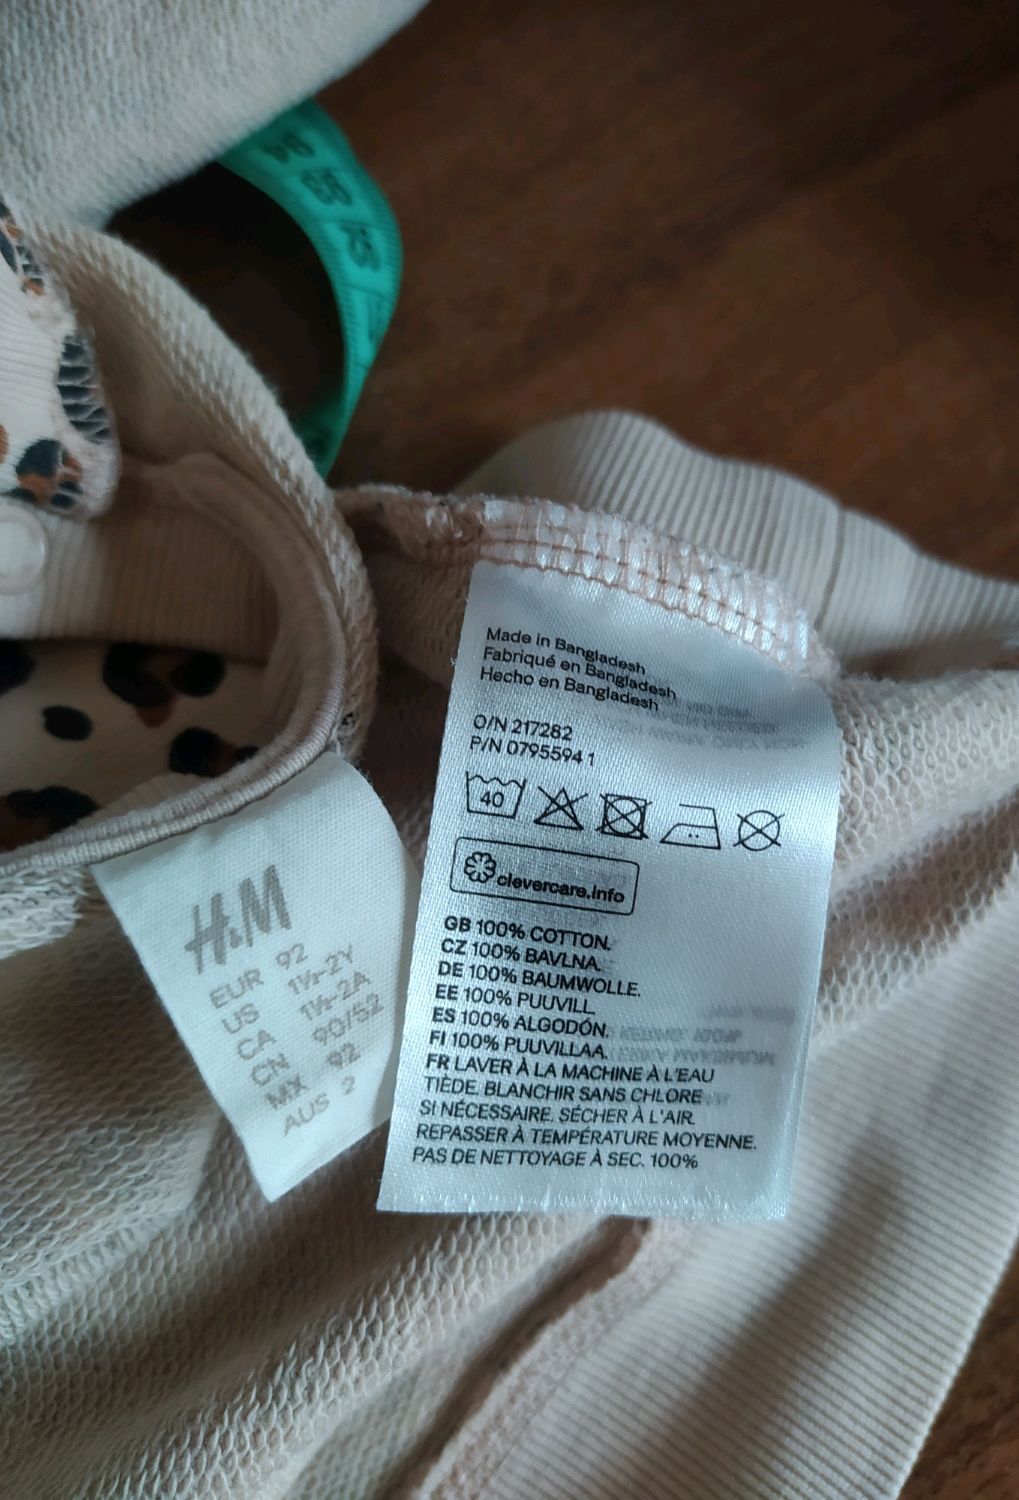 H&M
EUR 92
US 1½-2Y
CA 1½-2A
CN 90/52
MX 92
AUS 2
Made in Bangladesh
Fabriqué en Bangladesh
Hecho en Bangladesh
O/N 217282
P/N 0795594 1
40
clevercare.info
GB 100% COTTON.
CZ 100% BAVLNA.
DE 100% BAUMWOLLE.
EE 100% PUUVILL.
ES 100% ALGODÓN.
FI 100% PUUVILLAA.
FR LAVER À LA MACHINE À L'EAU
TIÈDE. BLANCHIR SANS CHLORE
SI NÉCESSAIRE. SÉCHER À L'AIR.
REPASSER À TEMPÉRATURE MOYENNE.
PAS DE NETTOYAGE À SEC. 100%